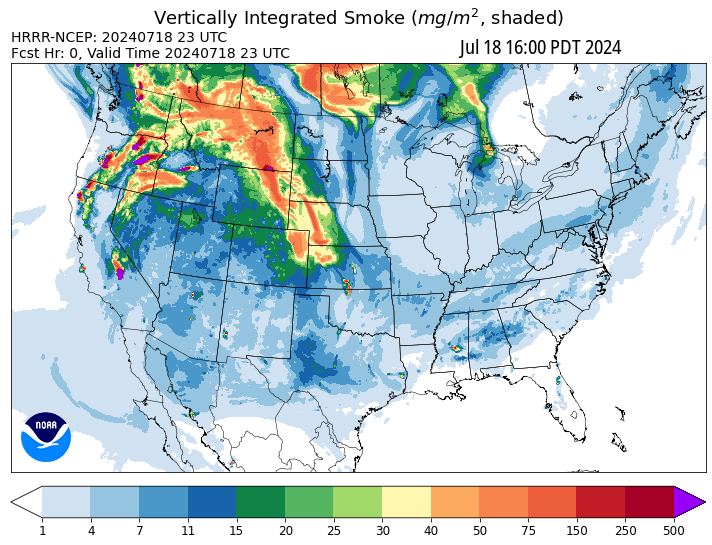 Vertically Integrated Smoke (mg/m², shaded)
HRRR-NCEP: 20240718 23 UTC
Fcst Hr: 0, Valid Time 20240718 23 UTC
Jul 18 16:00 PDT 2024
NOAA
1 4 7 11 15 20 25 30 40 50 75 150 250 500